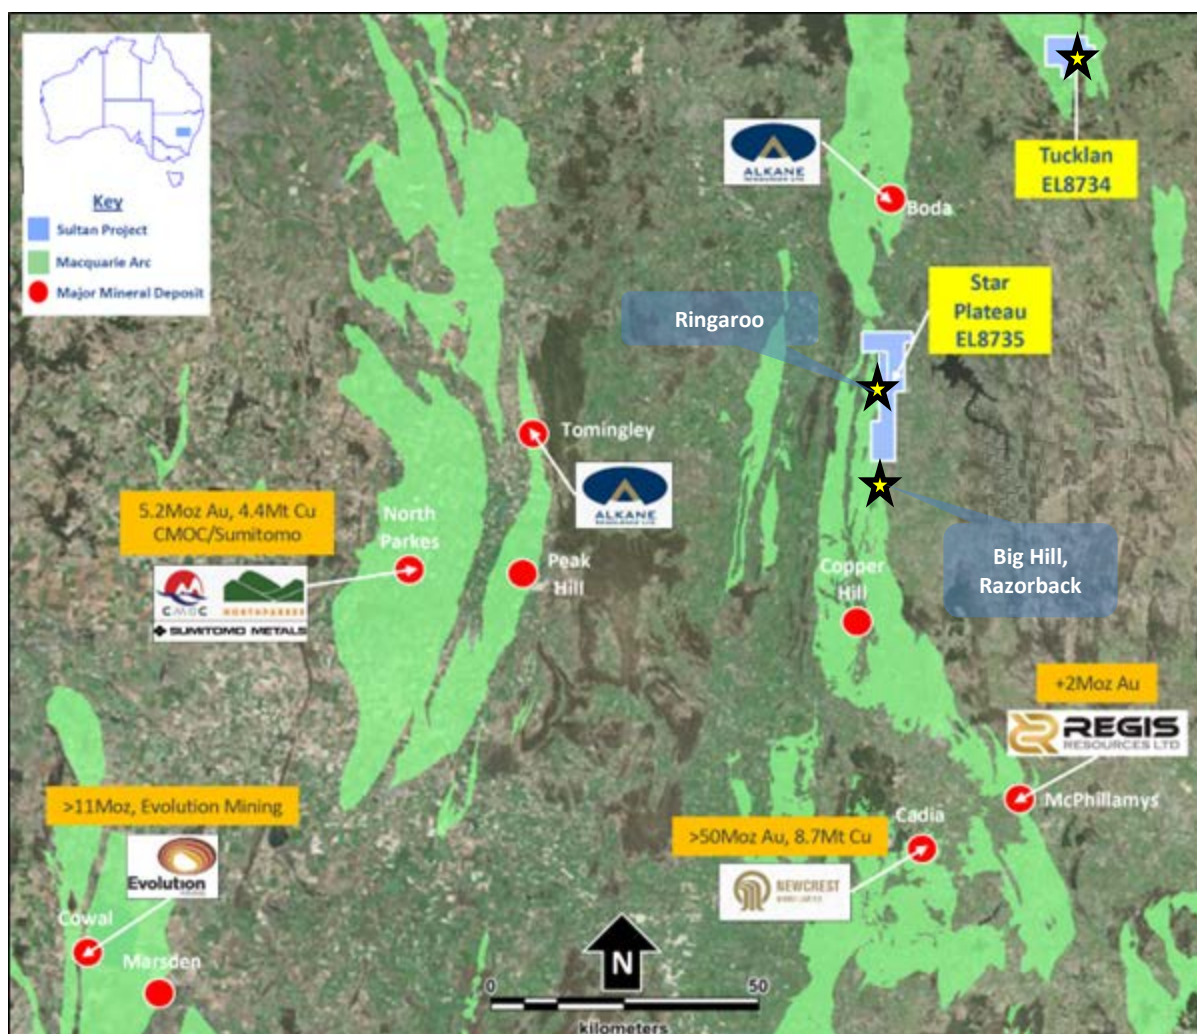 Key
Sultan Project
Macquarie Arc
Major Mineral Deposit
ALKANE
RESOURCES LTD
Boda
Tucklan
EL8734
Star
Plateau
EL8735
Ringaroo
Tomingley
ALKANE
RESOURCES LTD
5.2Moz Au, 4.4Mt Cu
CMOC/Sumitomo
North
Parkes
CMOC
NORTHPARKES
SUMITOMO METALS
Peak
Hill
Copper
Hill
Big Hill,
Razorback
+2Moz Au
REGIS
RESOURCES LTD
McPhillamys
>11Moz, Evolution Mining
Evolution
Cowal
Marsden
>50Moz Au, 8.7Mt Cu
Cadia
NEWCREST
N
0
50
kilometers